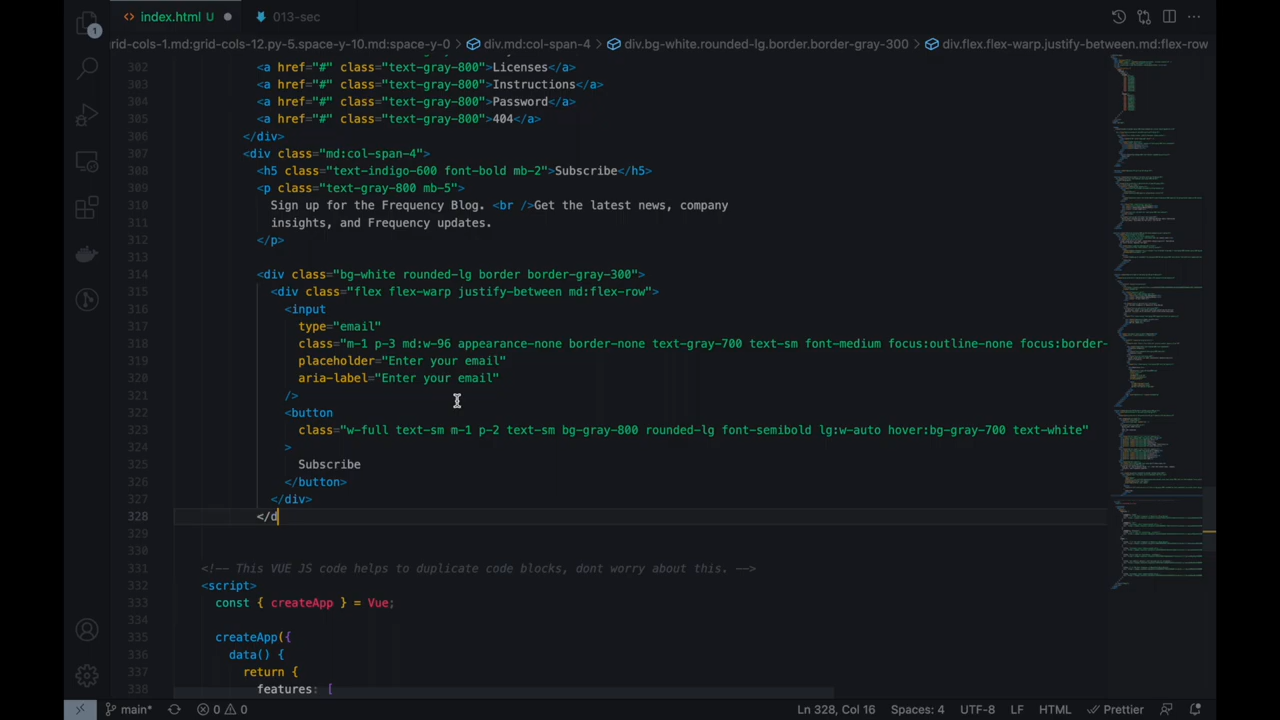 index.html U
013-sec
1
rid-cols-1.md:grid-cols-12.py-5.space-y-10.md:space-y-0 > div.md:col-span-4 > div.bg-white.rounded-lg.border.border-gray-300 > div.flex.flex-warp.justify-between.md:flex-row
302 <a href="#" class="text-gray-800">Licenses</a>
303 <a href="#" class="text-gray-800">Instructions</a>
304 <a href="#" class="text-gray-800">Password</a>
305 <a href="#" class="text-gray-800">404</a>
306 </div>
307 <div class="md:col-span-4">
308 <h5 class="text-indigo-600 font-bold mb-2">Subscribe</h5>
309 <p class="text-gray-800 mb-5">
310 Sign up for the Frequency Blog. <br />Get the latest news, company
311 insights, and Frequency updates.
312 </p>
313
314 <div class="bg-white rounded-lg border border-gray-300">
315 <div class="flex flex-warp justify-between md:flex-row">
316 <input
317 type="email"
318 class="m-1 p-3 md:w-96 appearance-none border-none text-gray-700 text-sm font-medium focus:outline-none focus:border-
319 placeholder="Enter your email"
320 aria-label="Enter your email"
321 />
322 <button
323 class="w-full text-sm m-1 p-2 text-sm bg-gray-800 rounded-lg font-semibold lg:w-auto hover:bg-gray-700 text-white"
324 >
325 Subscribe
326 </button>
327 </div>
328 </d
329
330
331 <!-- This VUE JS code helps to duplicate code blocks, dont worry about this. -->
332 <script>
333 const { createApp } = Vue;
334
335 createApp({
336 data() {
337 return {
338 features: [
main* 0 0 Ln 328, Col 16 Spaces: 4 UTF-8 LF HTML Prettier